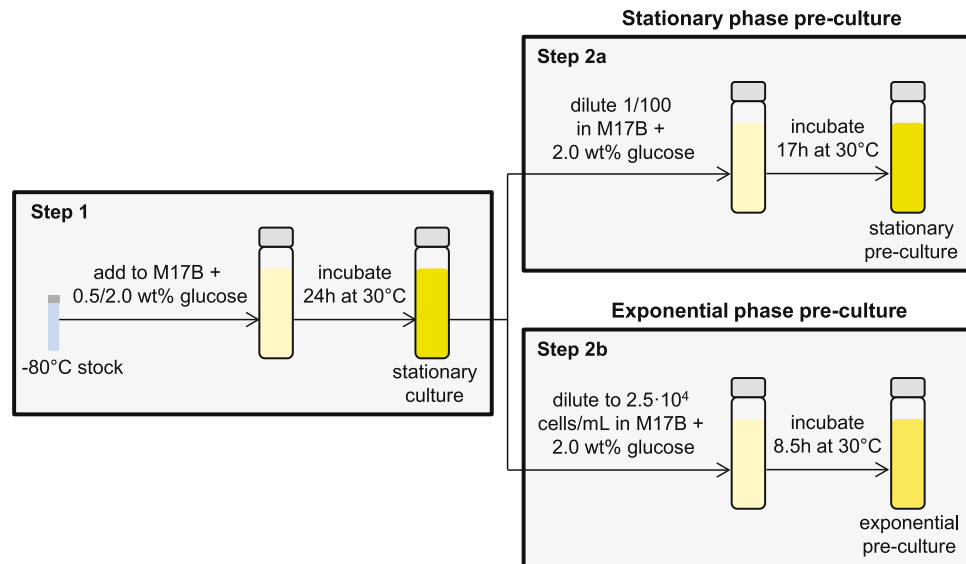 Step 1
add to M17B +
0.5/2.0 wt% glucose
incubate
24h at 30°C
-80°C stock
stationary
culture
Stationary phase pre-culture
Step 2a
dilute 1/100
in M17B +
2.0 wt% glucose
incubate
17h at 30°C
stationary
pre-culture
Exponential phase pre-culture
Step 2b
dilute to 2.5·10⁴
cells/mL in M17B +
2.0 wt% glucose
incubate
8.5h at 30°C
exponential
pre-culture